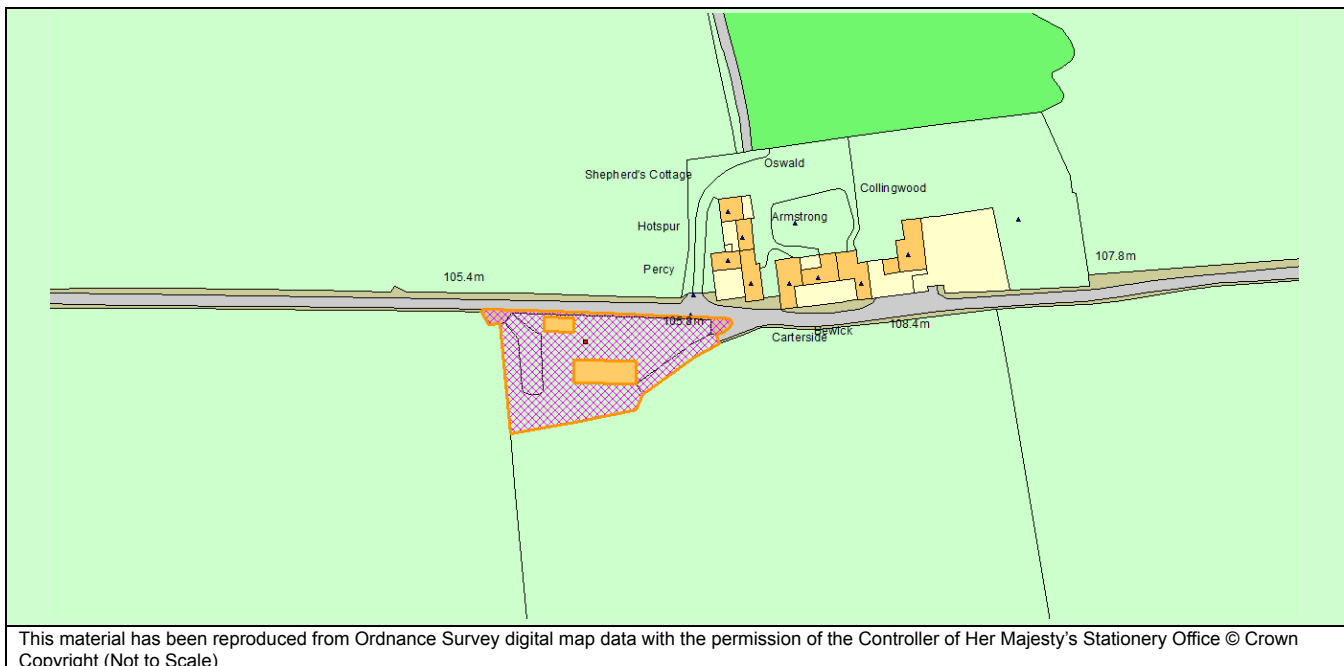 Oswald
Shepherd's Cottage
Collingwood
Armstrong
Hotspur
107.8m
Percy
105.4m
105.8m
108.4m
Bewick
Carterside
This material has been reproduced from Ordnance Survey digital map data with the permission of the Controller of Her Majesty’s Stationery Office © Crown
Copyright (Not to Scale)